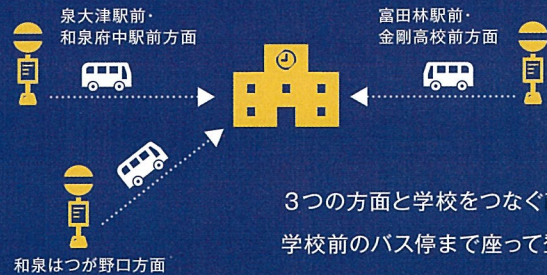 泉大津駅前・
和泉府中駅前方面
富田林駅前・
金剛高校前方面
和泉はつが野口方面
3つの方面と学校をつなぐ
学校前のバス停まで座って